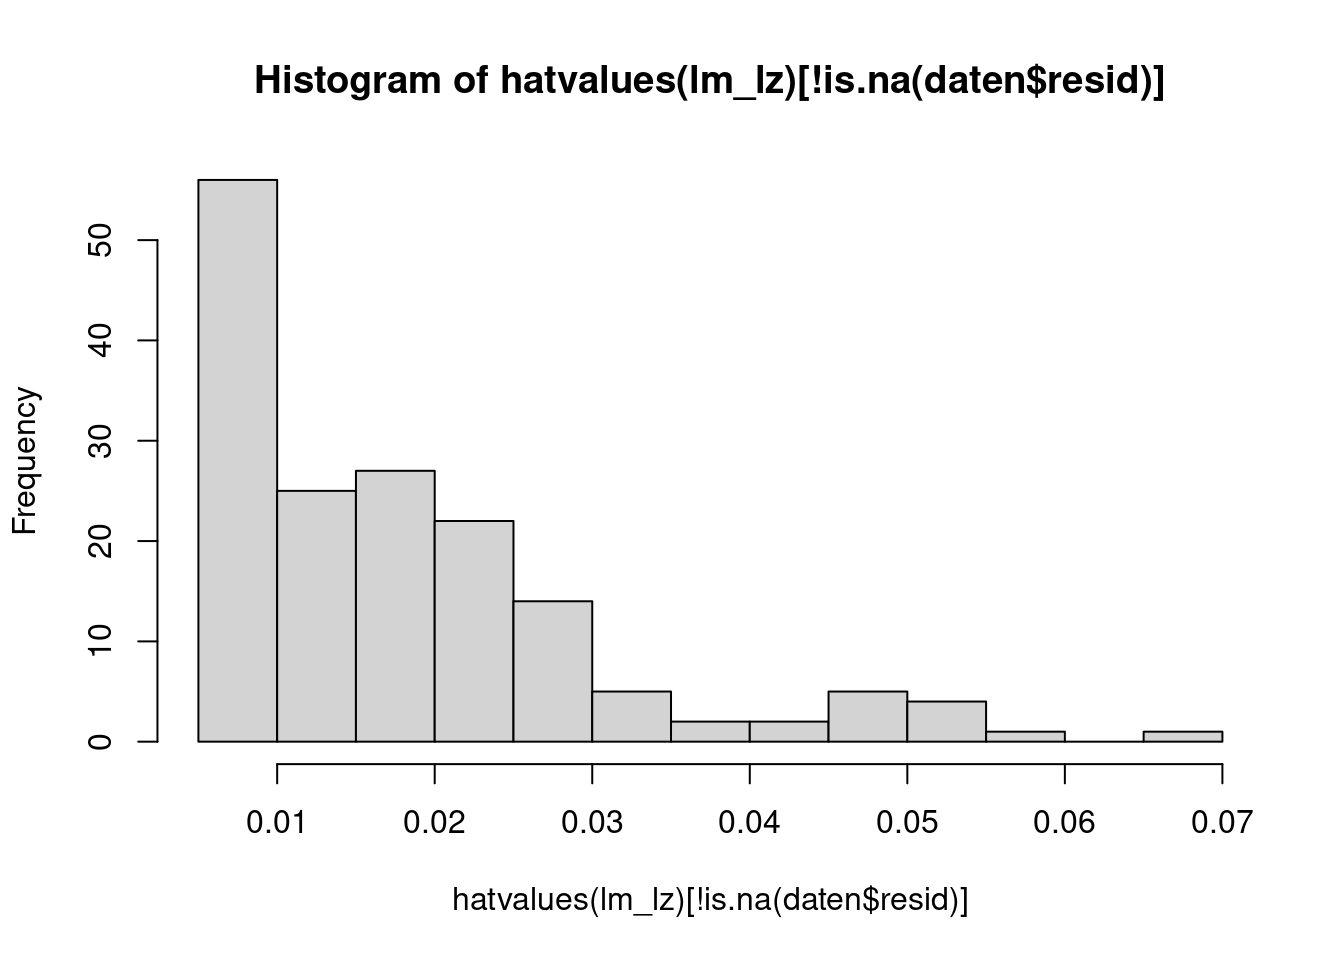 Histogram of hatvalues(lm_lz)[!is.na(daten$resid)]
Frequency
50
40
30
20
10
0
0.01 0.02 0.03 0.04 0.05 0.06 0.07
hatvalues(lm_lz)[!is.na(daten$resid)]